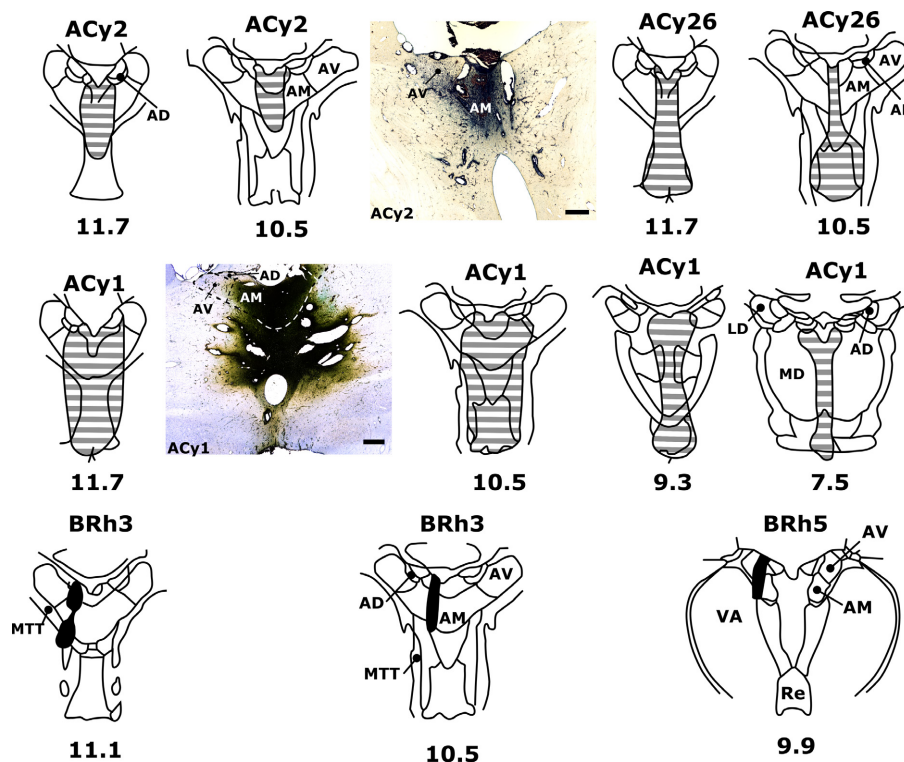 ACy2
ACy2
ACy26
ACy26
AV
AM
AD
AV
AM
ACy2
AV
AM
11.7
10.5
11.7
10.5
ACy1
AD
AM
AV
ACy1
ACy1
ACy1
ACy1
LD
AD
MD
11.7
10.5
9.3
7.5
BRh3
BRh3
BRh5
MTT
AD
AV
AM
MTT
AV
VA
AM
Re
11.1
10.5
9.9